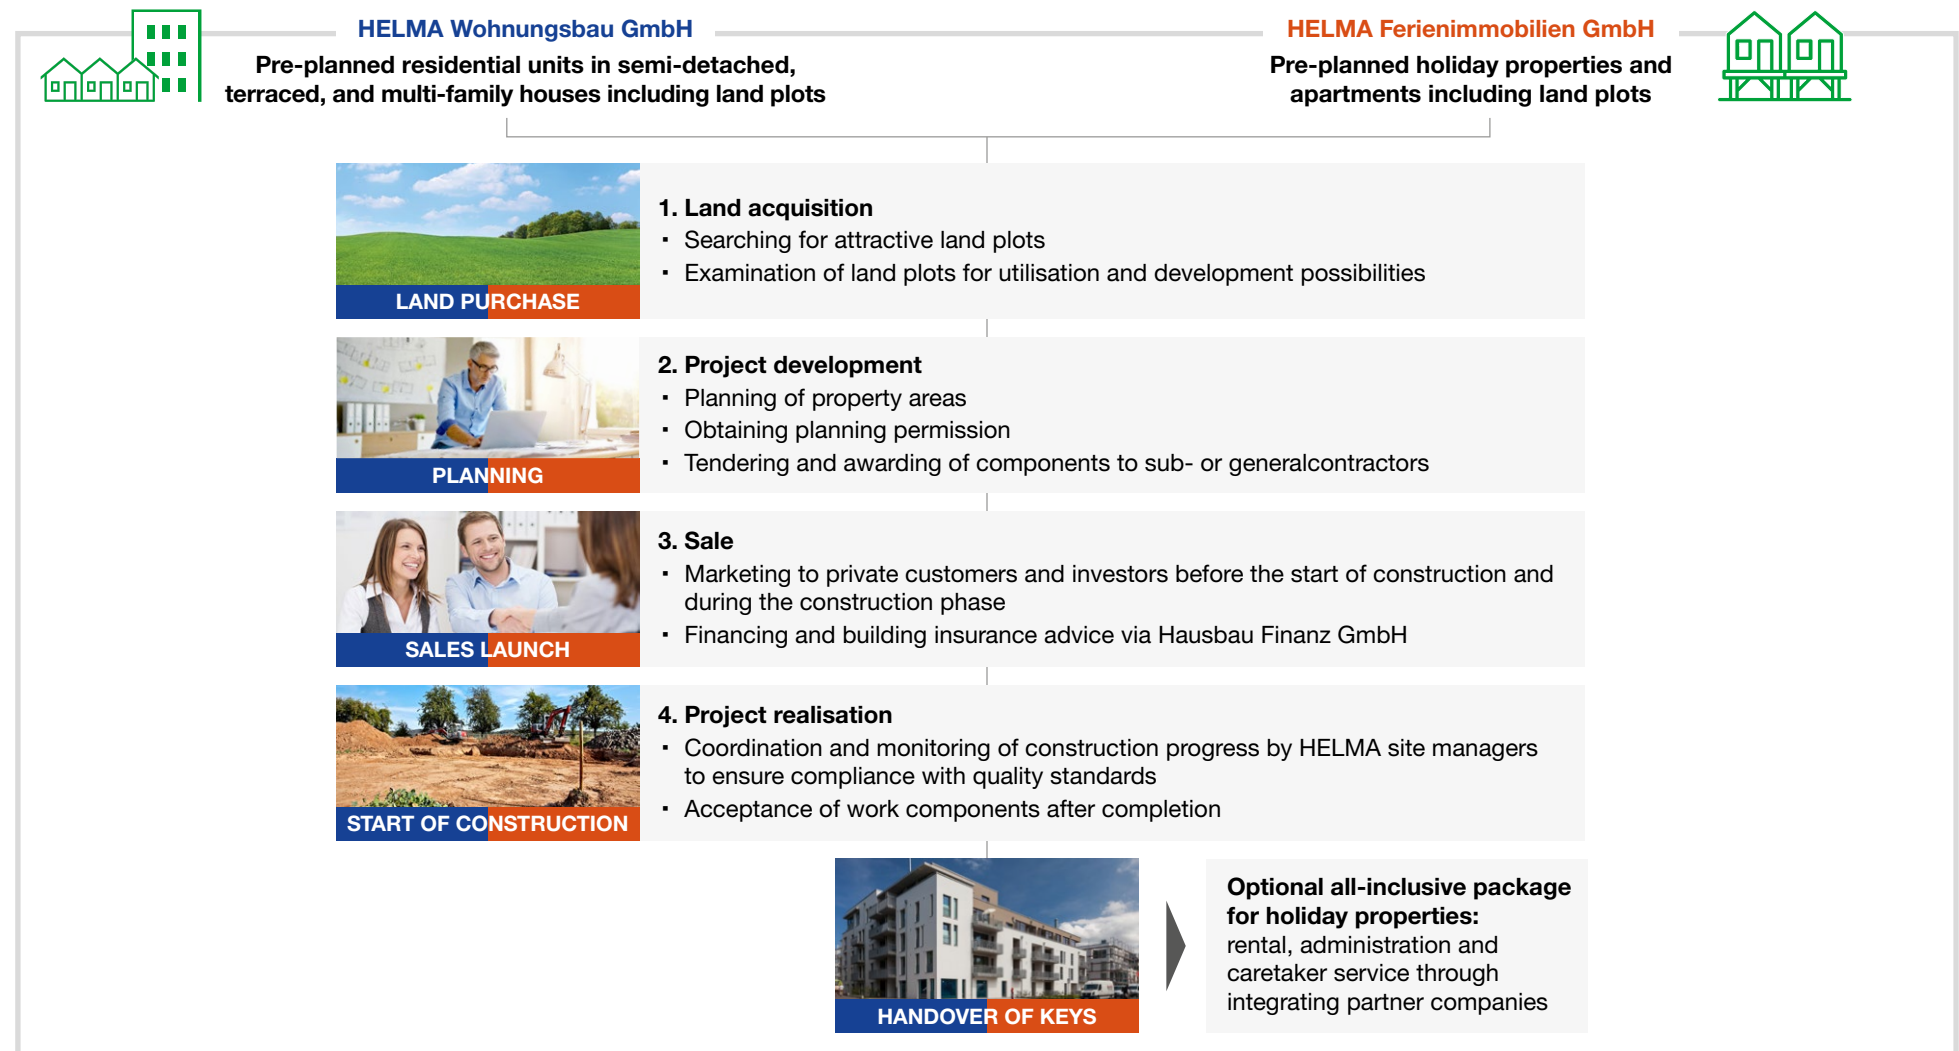 HELMA Wohnungsbau GmbH
Pre-planned residential units in semi-detached,
terraced, and multi-family houses including land plots
HELMA Ferienimmobilien GmbH
Pre-planned holiday properties and
apartments including land plots
LAND PURCHASE
1. Land acquisition
▪ Searching for attractive land plots
▪ Examination of land plots for utilisation and development possibilities
PLANNING
2. Project development
▪ Planning of property areas
▪ Obtaining planning permission
▪ Tendering and awarding of components to sub- or generalcontractors
SALES LAUNCH
3. Sale
▪ Marketing to private customers and investors before the start of construction and
during the construction phase
▪ Financing and building insurance advice via Hausbau Finanz GmbH
START OF CONSTRUCTION
4. Project realisation
▪ Coordination and monitoring of construction progress by HELMA site managers
to ensure compliance with quality standards
▪ Acceptance of work components after completion
HANDOVER OF KEYS
Optional all-inclusive package
for holiday properties:
rental, administration and
caretaker service through
integrating partner companies